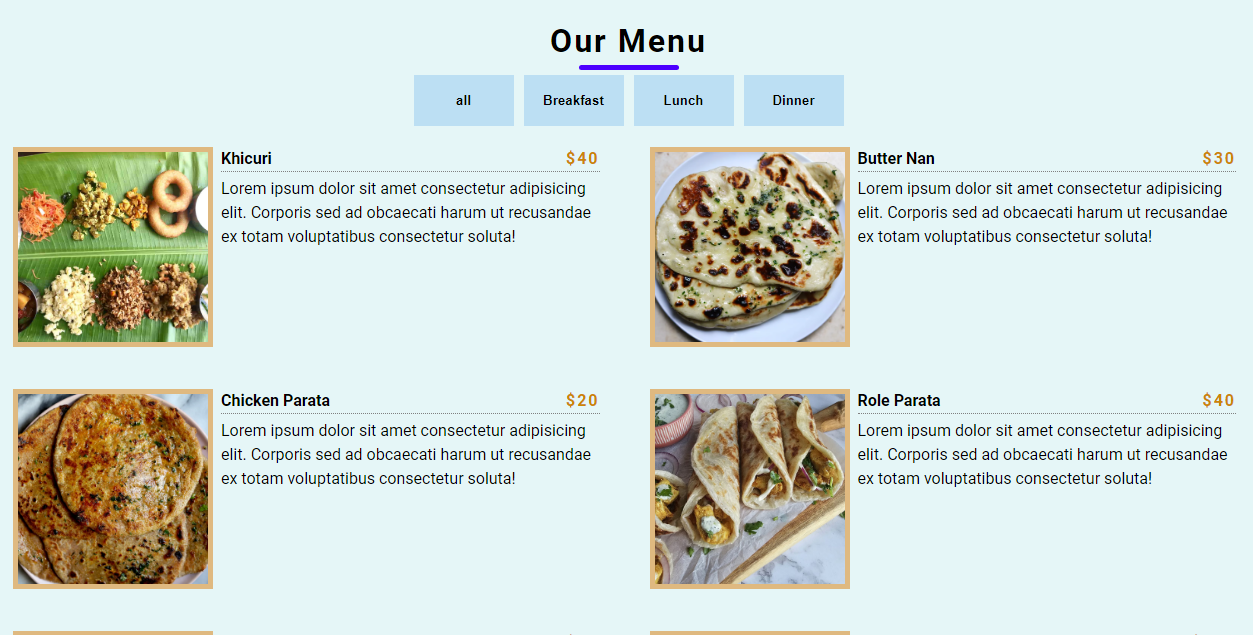 Our Menu
all
Breakfast
Lunch
Dinner
Khicuri $40
Lorem ipsum dolor sit amet consectetur adipisicing
elit. Corporis sed ad obcaecati harum ut recusandae
ex totam voluptatibus consectetur soluta!
Butter Nan $30
Lorem ipsum dolor sit amet consectetur adipisicing
elit. Corporis sed ad obcaecati harum ut recusandae
ex totam voluptatibus consectetur soluta!
Chicken Parata $20
Lorem ipsum dolor sit amet consectetur adipisicing
elit. Corporis sed ad obcaecati harum ut recusandae
ex totam voluptatibus consectetur soluta!
Role Parata $40
Lorem ipsum dolor sit amet consectetur adipisicing
elit. Corporis sed ad obcaecati harum ut recusandae
ex totam voluptatibus consectetur soluta!